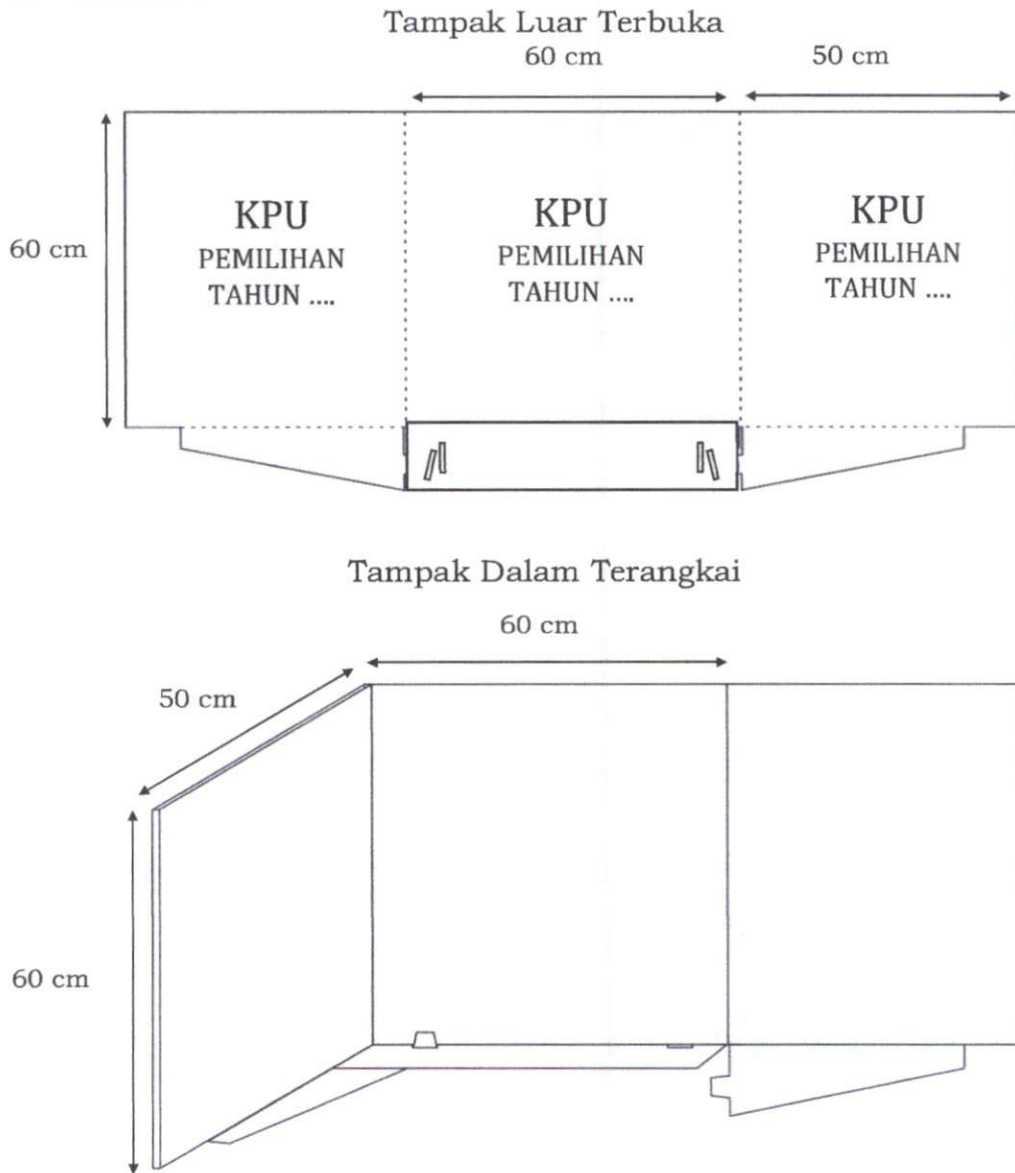 Tampak Luar Terbuka
60 cm
50 cm
60 cm
KPU
PEMILIHAN
TAHUN ....
KPU
PEMILIHAN
TAHUN ....
KPU
PEMILIHAN
TAHUN ....
Tampak Dalam Terangkai
60 cm
50 cm
60 cm